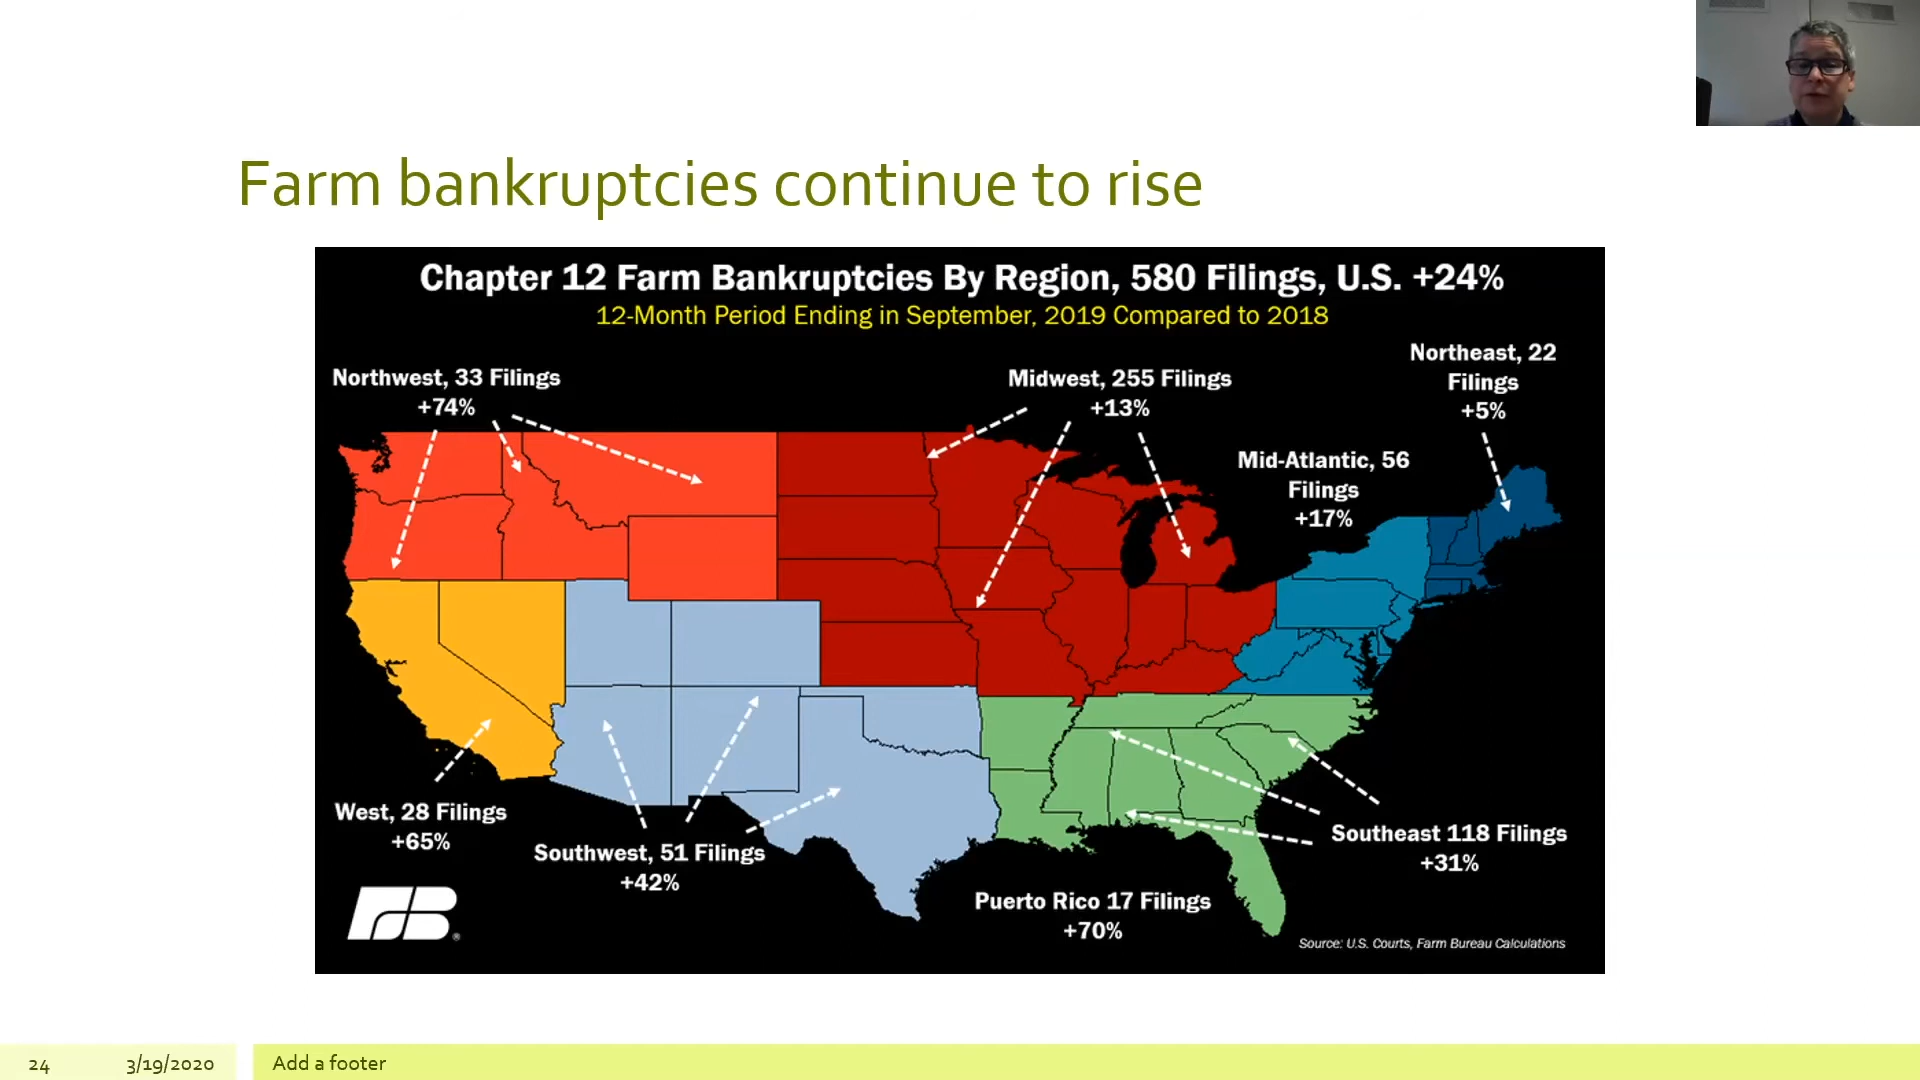 Farm bankruptcies continue to rise
Chapter 12 Farm Bankruptcies By Region, 580 Filings, U.S. +24%
12-Month Period Ending in September, 2019 Compared to 2018
Northwest, 33 Filings
+74%
Midwest, 255 Filings
+13%
Northeast, 22
Filings
+5%
Mid-Atlantic, 56
Filings
+17%
West, 28 Filings
+65%
Southwest, 51 Filings
+42%
Southeast 118 Filings
+31%
Puerto Rico 17 Filings
+70%
FB®
Source: U.S. Courts, Farm Bureau Calculations
24
3/19/2020
Add a footer